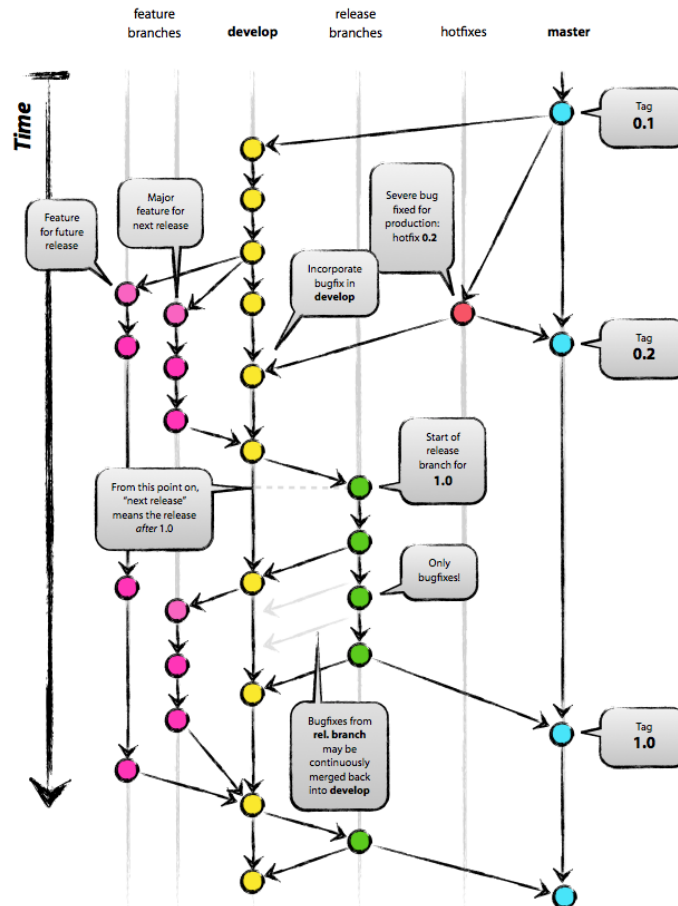 feature
branches
develop
release
branches
hotfixes
master
Time
Tag
0.1
Major
feature for
next release
Feature
for future
release
Severe bug
fixed for
production:
hotfix 0.2
Incorporate
bugfix in
develop
Tag
0.2
Start of
release
branch for
1.0
From this point on,
“next release”
means the release
after 1.0
Only
bugfixes!
Bugfixes from
rel. branch
may be
continuously
merged back
into develop
Tag
1.0